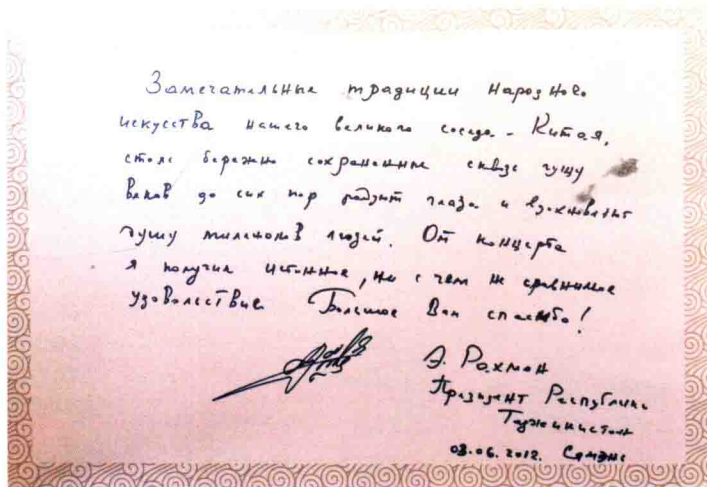 Замечательные традиции народного
искусства нашего великого соседа - Китая,
столь бережно сохраненные сквозь гущу
веков до сих пор радуют глаза и вдохновляют
душу миллионов людей. От концерта
я получил истинное, ни с чем не сравнимое
удовольствие Большое Вам спасибо!
Э. Рахмон
Президент Республики
Таджикистан
03.06.2012. Сямэнь